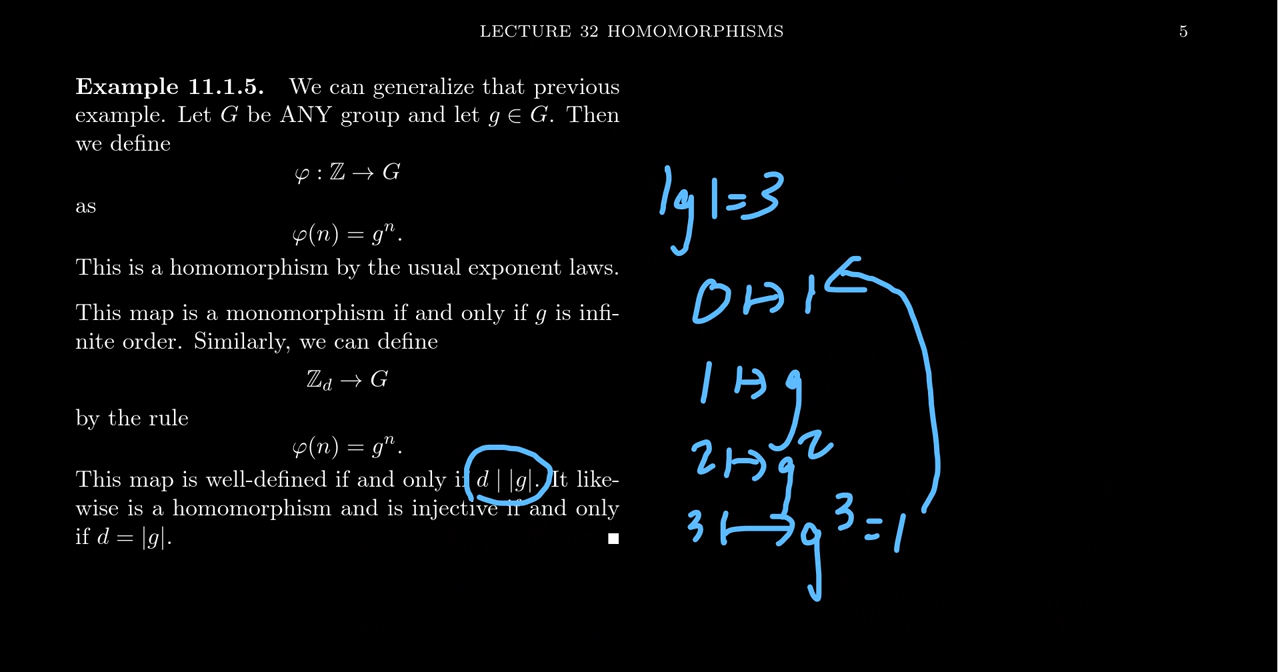 LECTURE 32 HOMOMORPHISMS 5
Example 11.1.5. We can generalize that previous
example. Let G be ANY group and let g ∈ G. Then
we define
φ : ℤ → G
as
φ(n) = gⁿ.
This is a homomorphism by the usual exponent laws.
This map is a monomorphism if and only if g is infi-
nite order. Similarly, we can define
ℤ_d → G
by the rule
φ(n) = gⁿ.
This map is well-defined if and only if d | |g|. It like-
wise is a homomorphism and is injective if and only
if d = |g|.
|g| = 3
0 ↦ 1
1 ↦ g
2 ↦ g²
3 ↦ g³ = 1